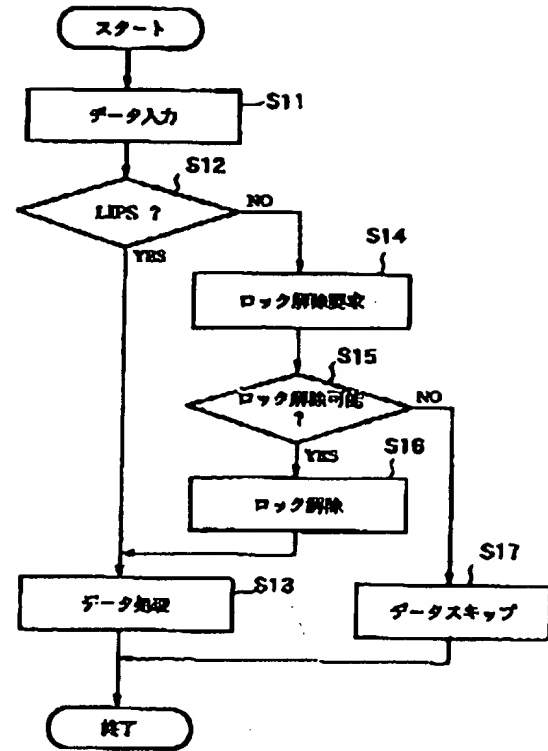 スタート
S11
データ入力
S12
LIPS ?
NO
YES
S14
ロック解除要求
S15
ロック解除可能
?
NO
YES
S16
ロック解除
S17
S13
データ処理
データスキップ
終了